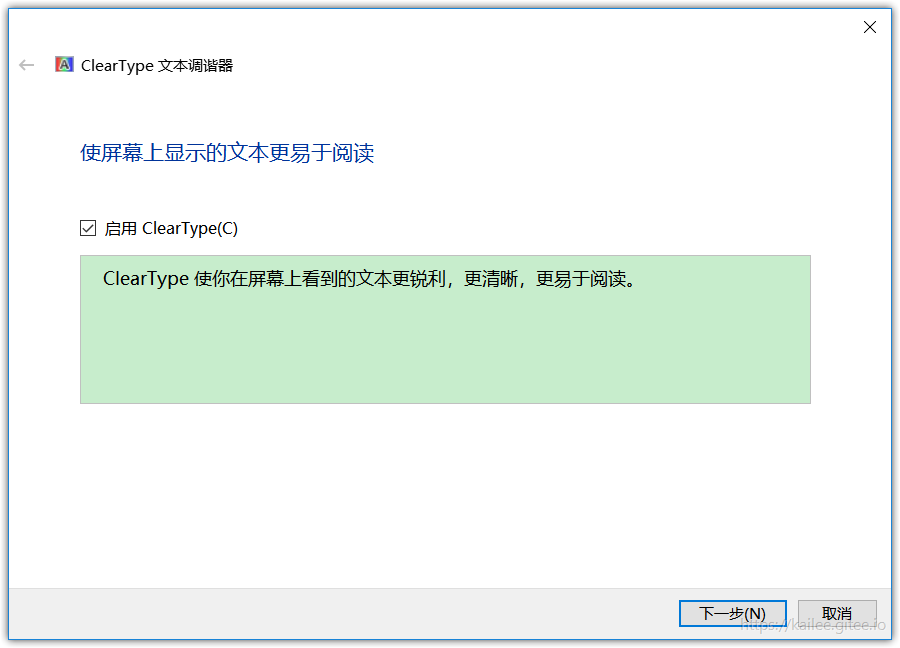 ClearType 文本调谐器
使屏幕上显示的文本更易于阅读
启用 ClearType(C)
ClearType 使你在屏幕上看到的文本更锐利，更清晰，更易于阅读。
下一步(N)
取消
https://kailee.gitee.io